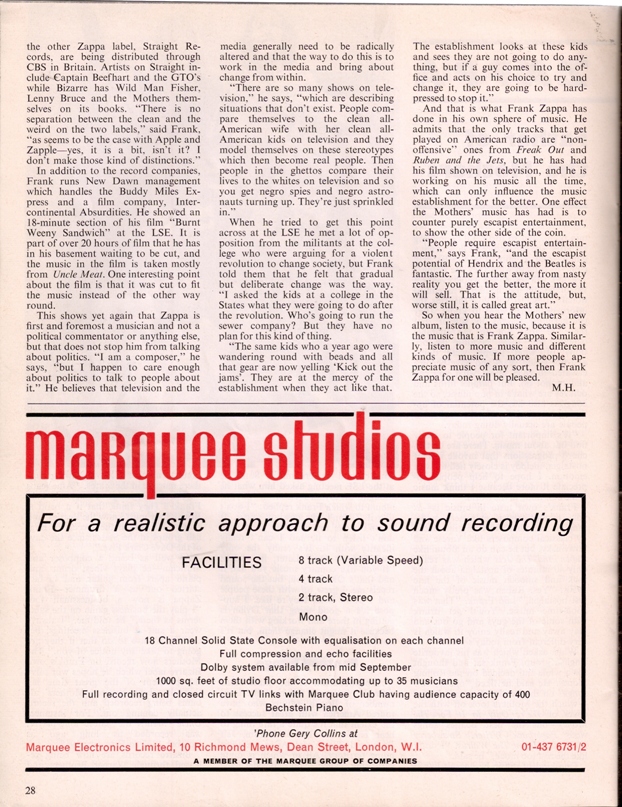 the other Zappa label, Straight Re-
cords, are being distributed through
CBS in Britain. Artists on Straight in-
clude Captain Beefhart and the GTO's
while Bizarre has Wild Man Fisher,
Lenny Bruce and the Mothers them-
selves on its books. "There is no
separation between the clean and the
weird on the two labels," said Frank,
"as seems to be the case with Apple and
Zapple—yes, it is a bit, isn't it? I
don't make those kind of distinctions."
In addition to the record companies,
Frank runs New Dawn management
which handles the Buddy Miles Ex-
press and a film company, Inter-
continental Absurdities. He showed an
18-minute section of his film "Burnt
Weeny Sandwich" at the LSE. It is
part of over 20 hours of film that he has
in his basement waiting to be cut, and
the music in the film is taken mostly
from Uncle Meat. One interesting point
about the film is that it was cut to fit
the music instead of the other way
round.
This shows yet again that Zappa is
first and foremost a musician and not a
political commentator or anything else,
but that does not stop him from talking
about politics. "I am a composer," he
says, "but I happen to care enough
about politics to talk to people about
it." He believes that television and the
media generally need to be radically
altered and that the way to do this is to
work in the media and bring about
change from within.
"There are so many shows on tele-
vision," he says, "which are describing
situations that don't exist. People com-
pare themselves to the clean all-
American wife with her clean all-
American kids on television and they
model themselves on these stereotypes
which then become real people. Then
people in the ghettos compare their
lives to the whites on television and so
you get negro spies and negro astro-
nauts turning up. They're just sprinkled
in."
When he tried to get this point
across at the LSE he met a lot of op-
position from the militants at the col-
lege who were arguing for a violent
revolution to change society, but Frank
told them that he felt that gradual
but deliberate change was the way.
"I asked the kids at a college in the
States what they were going to do after
the revolution. Who's going to run the
sewer company? But they have no
plan for this kind of thing.
"The same kids who a year ago were
wandering round with beads and all
that gear are now yelling 'Kick out the
jams'. They are at the mercy of the
establishment when they act like that.
The establishment looks at these kids
and sees they are not going to do any-
thing, but if a guy comes into the of-
fice and acts on his choice to try and
change it, they are going to be hard-
pressed to stop it."
And that is what Frank Zappa has
done in his own sphere of music. He
admits that the only tracks that get
played on American radio are "non-
offensive" ones from Freak Out and
Ruben and the Jets, but he has had
his film shown on television, and he is
working on his music all the time,
which can only influence the music
establishment for the better. One effect
the Mothers' music has had is to
counter purely escapist entertainment,
to show the other side of the coin.
"People require escapist entertain-
ment," says Frank, "and the escapist
potential of Hendrix and the Beatles is
fantastic. The further away from nasty
reality you get the better, the more it
will sell. That is the attitude, but,
worse still, it is called great art."
So when you hear the Mothers' new
album, listen to the music, because it is
the music that is Frank Zappa. Similar-
ly, listen to more music and different
kinds of music. If more people ap-
preciate music of any sort, then Frank
Zappa for one will be pleased.
M.H.
marquee studios
For a realistic approach to sound recording
FACILITIES 8 track (Variable Speed)
4 track
2 track, Stereo
Mono
18 Channel Solid State Console with equalisation on each channel
Full compression and echo facilities
Dolby system available from mid September
1000 sq. feet of studio floor accommodating up to 35 musicians
Full recording and closed circuit TV links with Marquee Club having audience capacity of 400
Bechstein Piano
'Phone Gery Collins at
Marquee Electronics Limited, 10 Richmond Mews, Dean Street, London, W.I. 01-437 6731/2
A MEMBER OF THE MARQUEE GROUP OF COMPANIES
28